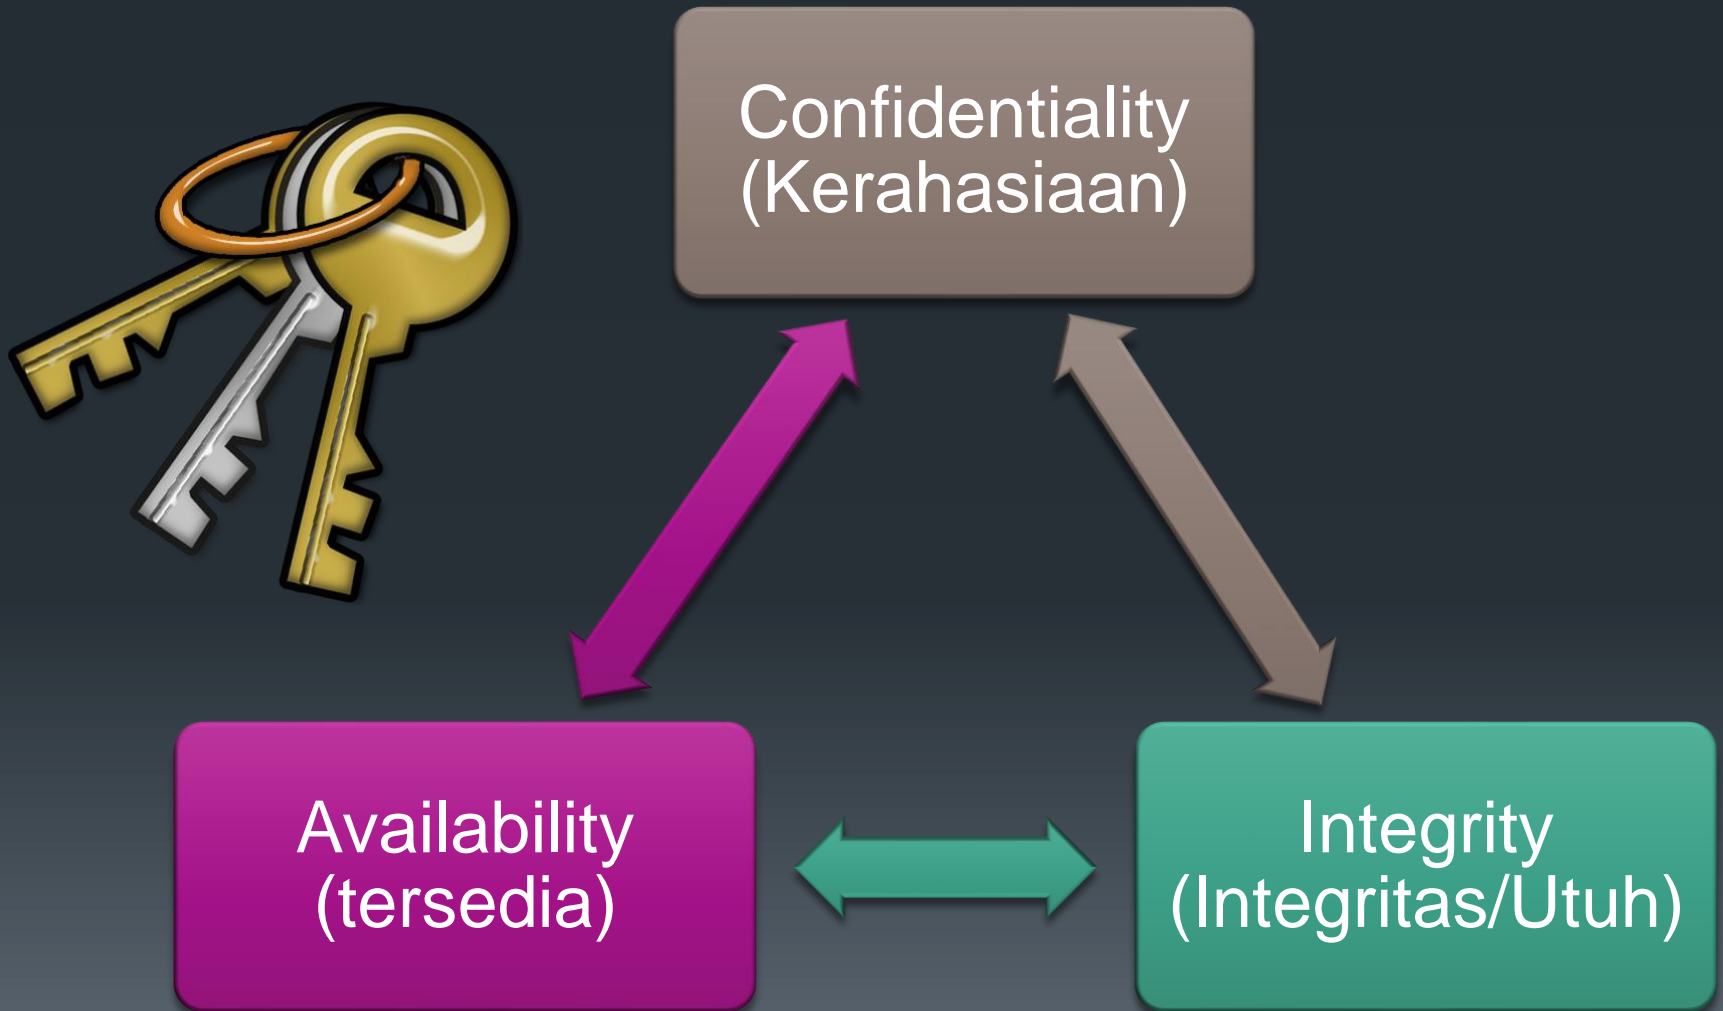 Confidentiality
(Kerahasiaan)
Availability
(tersedia)
Integrity
(Integritas/Utuh)